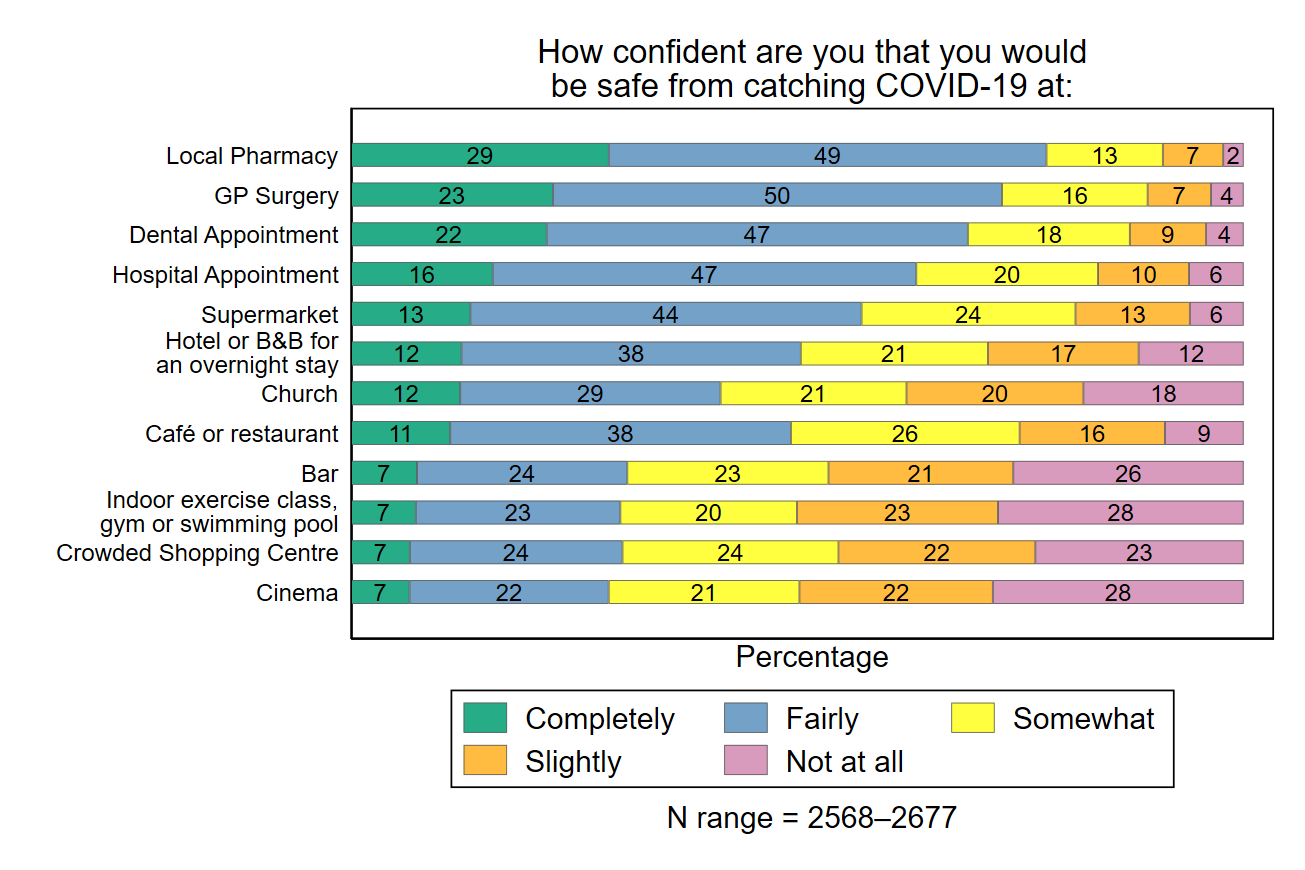 How confident are you that you would
be safe from catching COVID-19 at:
Local Pharmacy 29 49 13 7 2
GP Surgery 23 50 16 7 4
Dental Appointment 22 47 18 9 4
Hospital Appointment 16 47 20 10 6
Supermarket 13 44 24 13 6
Hotel or B&B for
an overnight stay 12 38 21 17 12
Church 12 29 21 20 18
Café or restaurant 11 38 26 16 9
Bar 7 24 23 21 26
Indoor exercise class,
gym or swimming pool 7 23 20 23 28
Crowded Shopping Centre 7 24 24 22 23
Cinema 7 22 21 22 28
Percentage
Completely Fairly Somewhat
Slightly Not at all
N range = 2568–2677